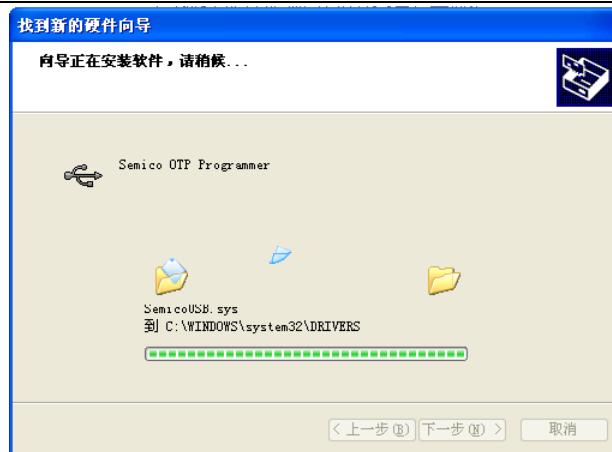 找到新的硬件向导
向导正在安装软件，请稍候...
Semico OTP Programmer
SemicoUSB.sys
到 C:\WINDOWS\system32\DRIVERS
< 上一步(B) 下一步(N) > 取消